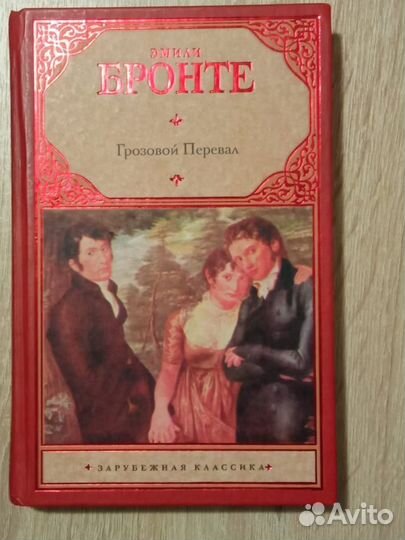 ЭМИЛИ
БРОНТЕ
Грозовой Перевал
ЗАРУБЕЖНАЯ КЛАССИКА
Avito